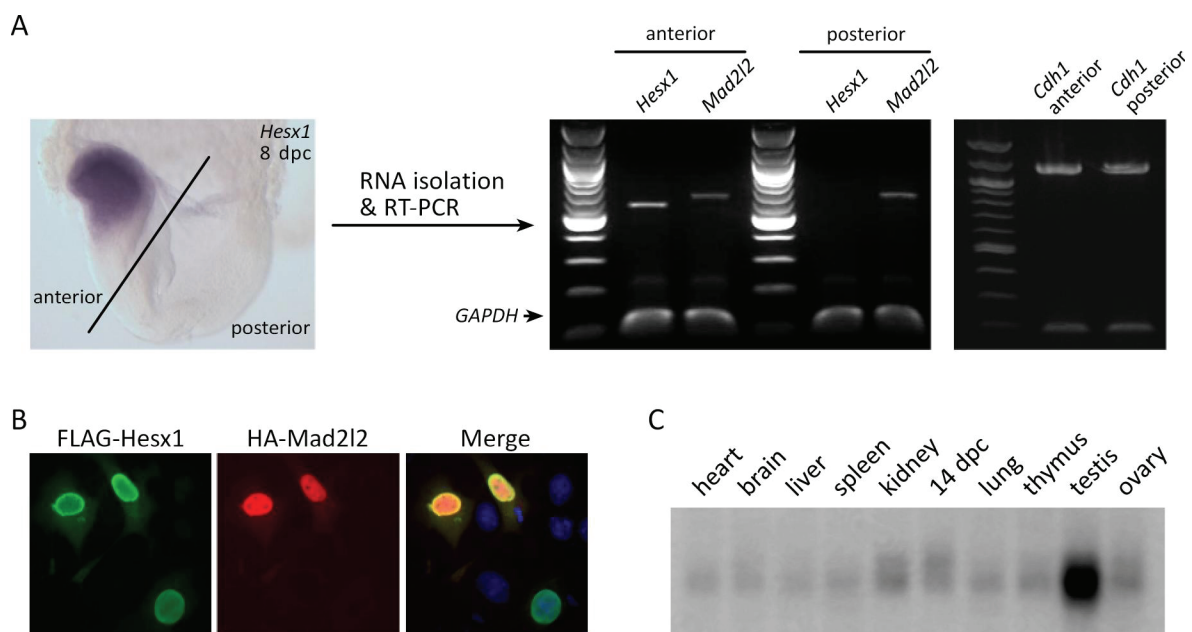 A
Hesx1
8 dpc
anterior
posterior
RNA isolation
& RT-PCR
anterior
posterior
Hesx1
Mad2l2
Hesx1
Mad2l2
GAPDH
Cdh1
anterior
Cdh1
posterior
B
FLAG-Hesx1
HA-Mad2l2
Merge
C
heart
brain
liver
spleen
kidney
14 dpc
lung
thymus
testis
ovary